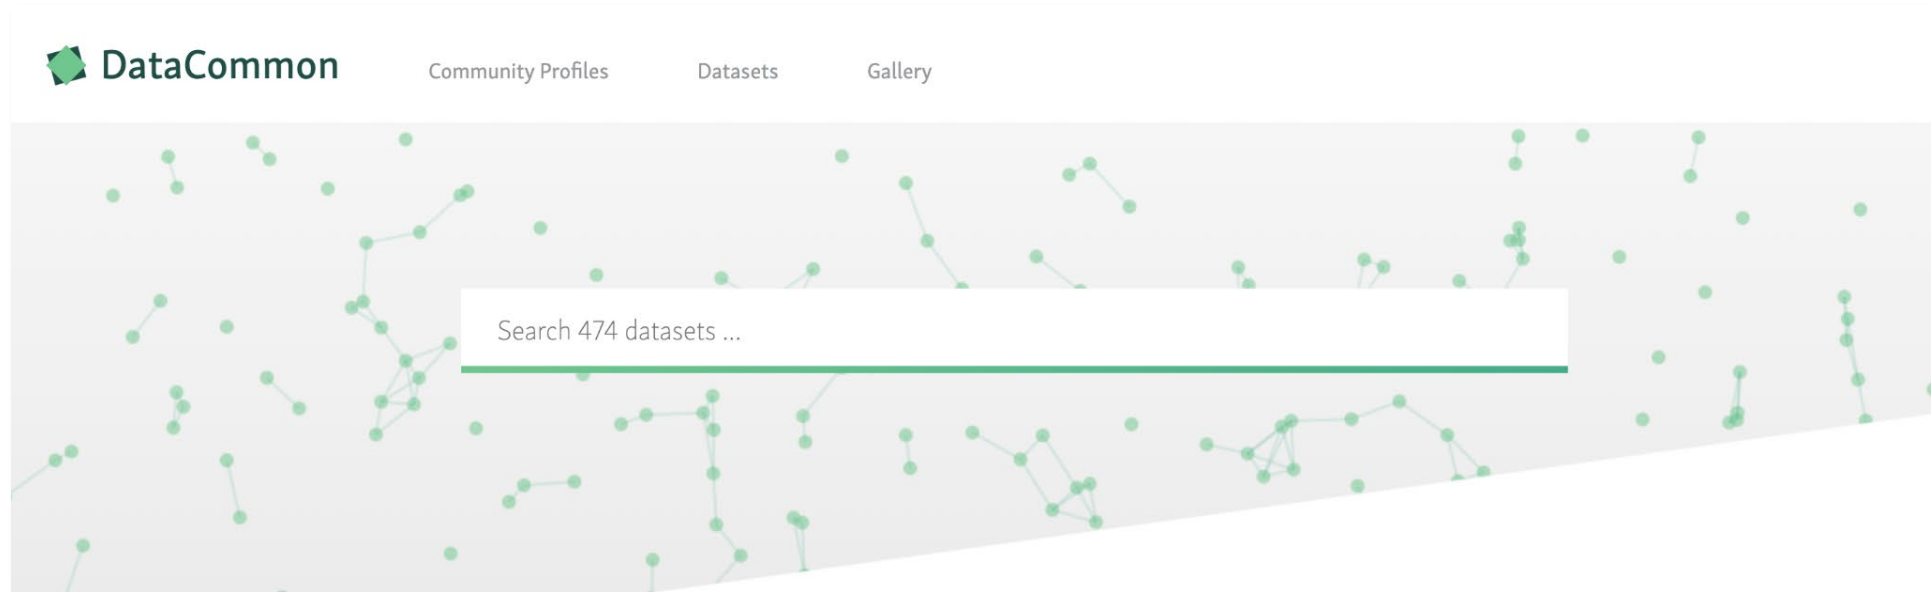 DataCommon
Community Profiles
Datasets
Gallery
Search 474 datasets ...